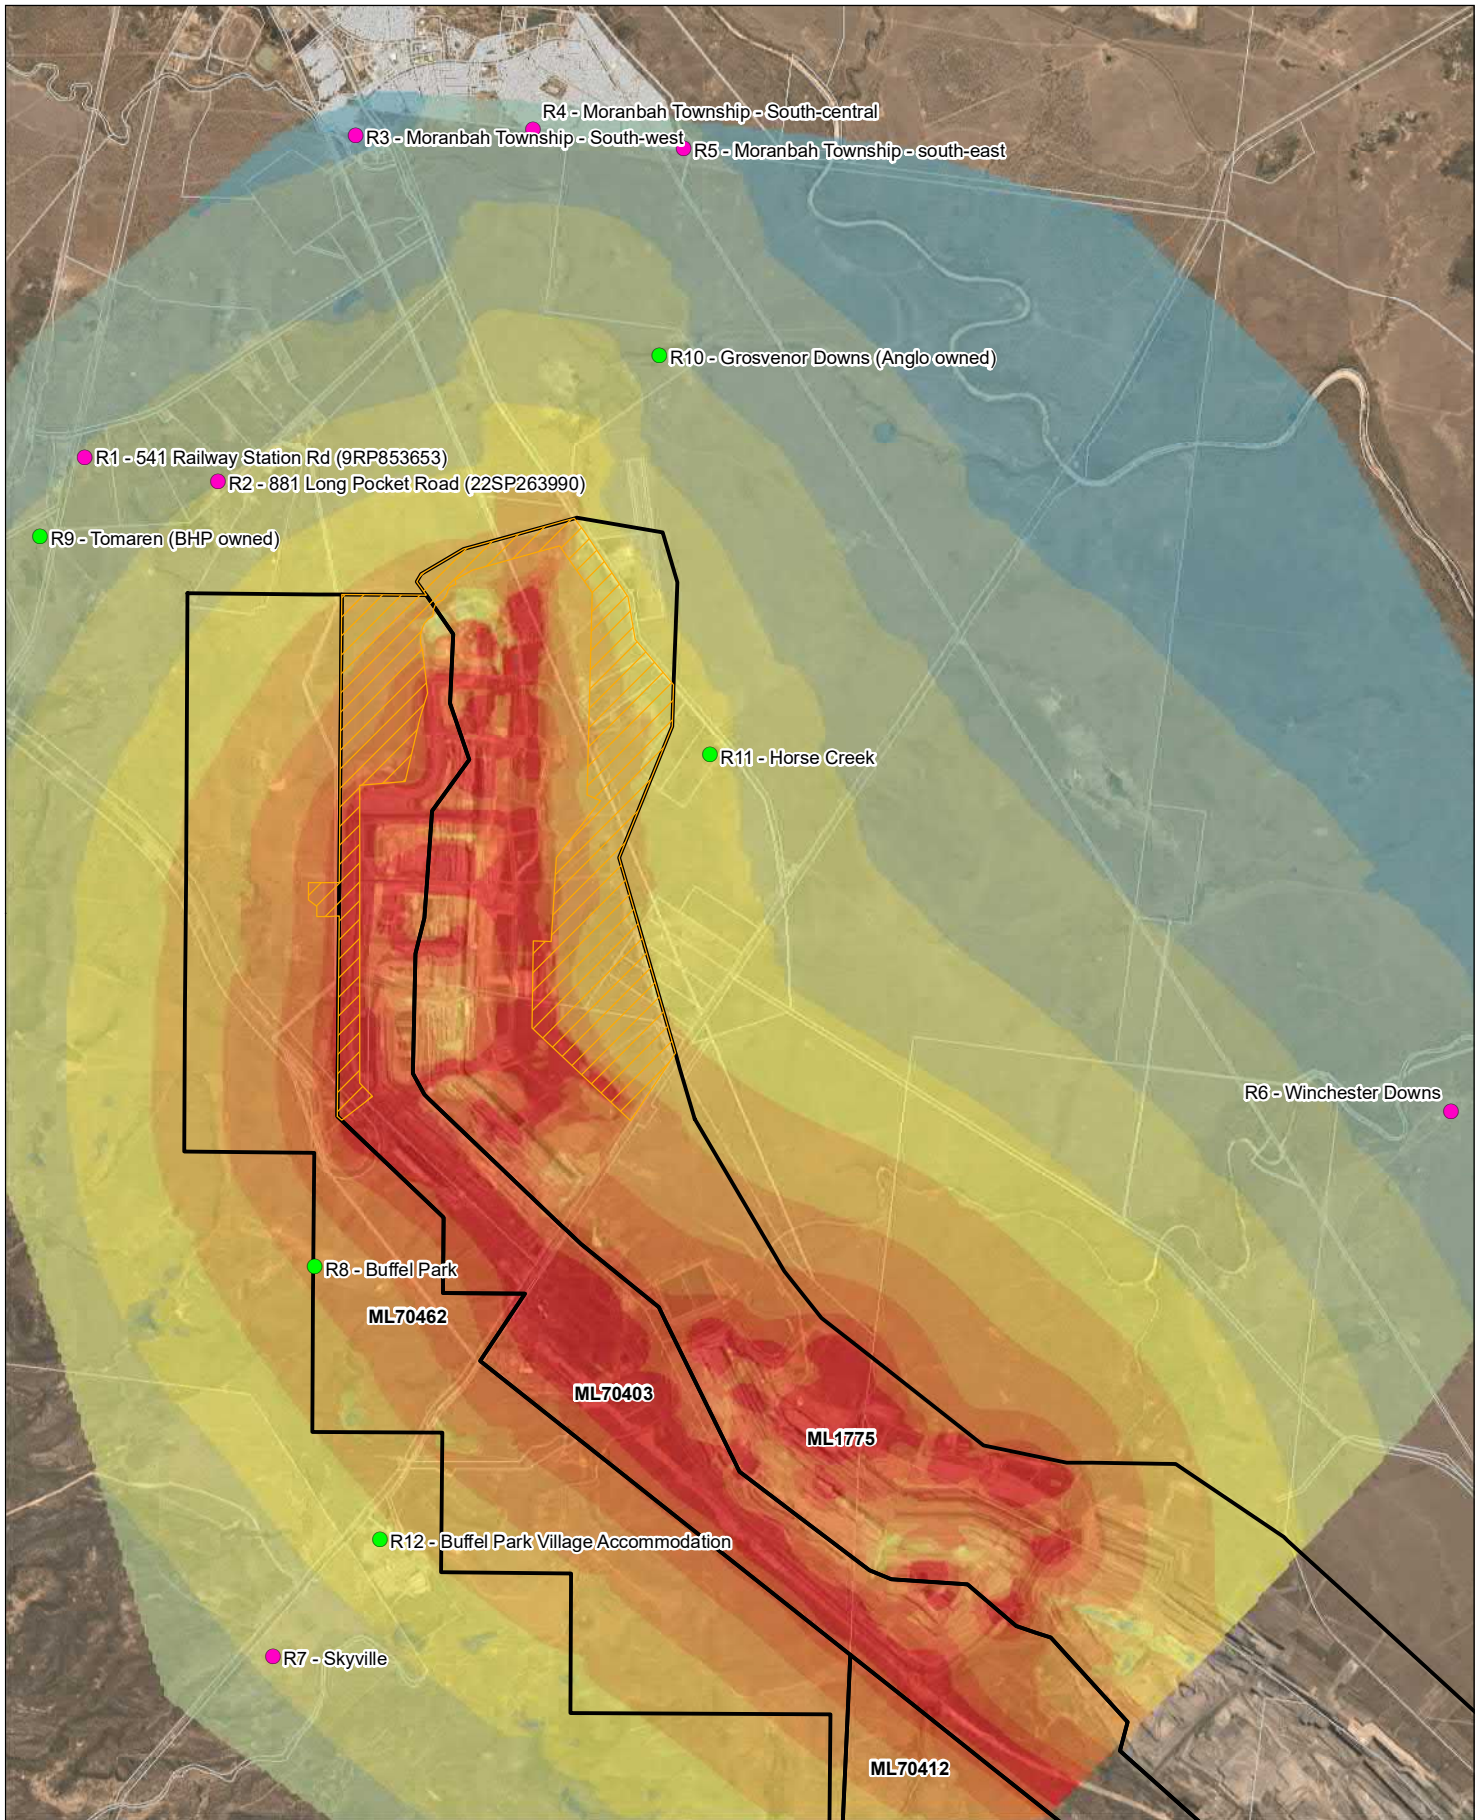 R4 - Moranbah Township - South-central
R3 - Moranbah Township - South-west
R5 - Moranbah Township - south-east
R10 - Grosvenor Downs (Anglo owned)
R1 - 541 Railway Station Rd (9RP853653)
R2 - 881 Long Pocket Road (22SP263990)
R9 - Tomaren (BHP owned)
R11 - Horse Creek
R6 - Winchester Downs
R8 - Buffel Park
ML70462
ML70403
ML1775
R12 - Buffel Park Village Accommodation
R7 - Skyville
ML70412